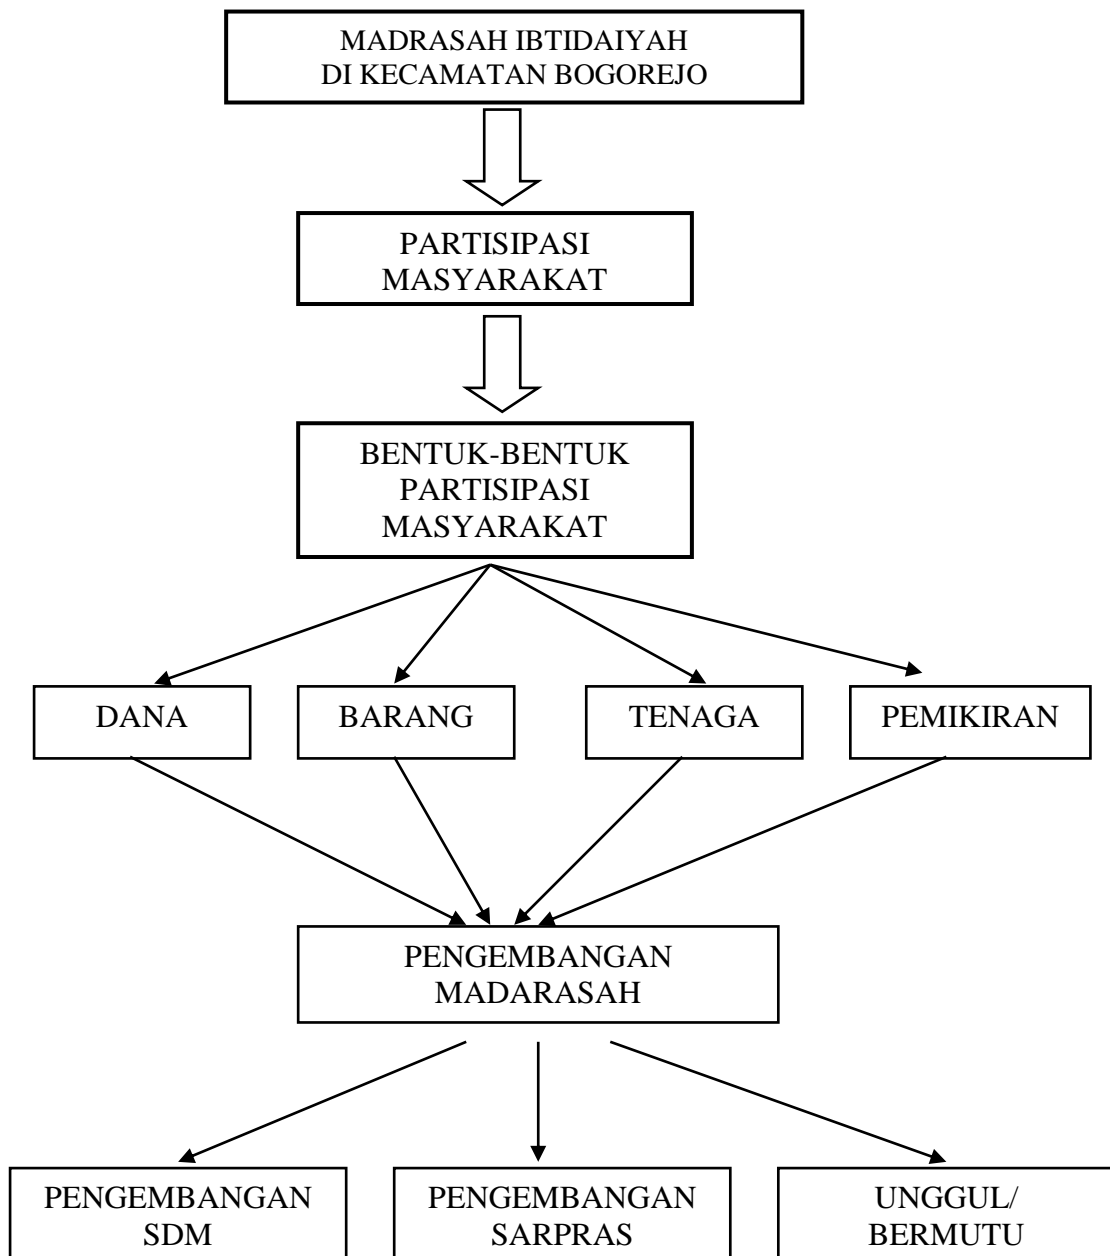 MADRASAH IBTIDAIYAH
DI KECAMATAN BOGOREJO
PARTISIPASI
MASYARAKAT
BENTUK-BENTUK
PARTISIPASI
MASYARAKAT
DANA
BARANG
TENAGA
PEMIKIRAN
PENGEMBANGAN
MADARASAH
PENGEMBANGAN
SDM
PENGEMBANGAN
SARPRAS
UNGGUL/
BERMUTU